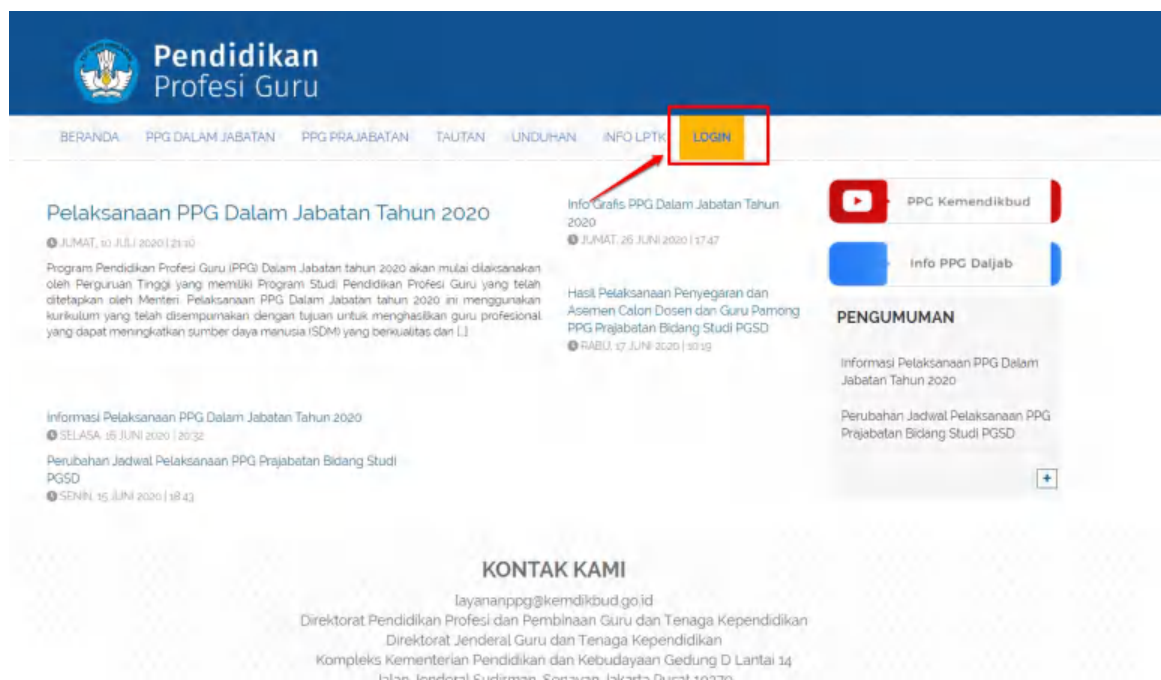 Pendidikan
Profesi Guru
BERANDA PPG DALAM JABATAN PPG PRAJABATAN TAUTAN UNDUHAN INFO LPTK LOGIN
Pelaksanaan PPG Dalam Jabatan Tahun 2020
JUMAT, 10 JULI 2020 | 21:10
Program Pendidikan Profesi Guru (PPG) Dalam Jabatan tahun 2020 akan mulai dilaksanakan
oleh Perguruan Tinggi yang memiliki Program Studi Pendidikan Profesi Guru yang telah
ditetapkan oleh Menteri. Pelaksanaan PPG Dalam Jabatan tahun 2020 ini menggunakan
kurikulum yang telah disempurnakan dengan tujuan untuk menghasilkan guru profesional
yang dapat meningkatkan sumber daya manusia (SDM) yang berkualitas dan [...]
Informasi Pelaksanaan PPG Dalam Jabatan Tahun 2020
SELASA, 16 JUNI 2020 | 20:32
Perubahan Jadwal Pelaksanaan PPG Prajabatan Bidang Studi
PGSD
SENIN, 15 JUNI 2020 | 18:43
Info Grafis PPG Dalam Jabatan Tahun
2020
JUMAT, 26 JUNI 2020 | 17:47
Hasil Pelaksanaan Penyegaran dan
Asemen Calon Dosen dan Guru Pamong
PPG Prajabatan Bidang Studi PGSD
RABU, 17 JUNI 2020 | 10:19
PPG Kemendikbud
Info PPG Daljab
PENGUMUMAN
Informasi Pelaksanaan PPG Dalam
Jabatan Tahun 2020
Perubahan Jadwal Pelaksanaan PPG
Prajabatan Bidang Studi PGSD
+
KONTAK KAMI
layananppg@kemdikbud.go.id
Direktorat Pendidikan Profesi dan Pembinaan Guru dan Tenaga Kependidikan
Direktorat Jenderal Guru dan Tenaga Kependidikan
Kompleks Kementerian Pendidikan dan Kebudayaan Gedung D Lantai 14
Jalan Jenderal Sudirman, Senayan, Jakarta Pusat 10270